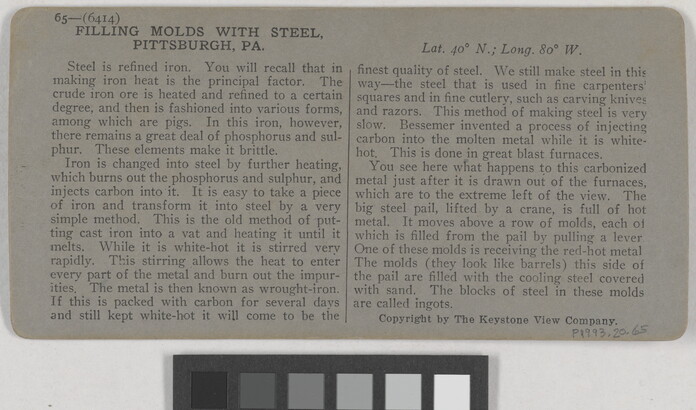 65—(6414)
FILLING MOLDS WITH STEEL,
PITTSBURGH, PA.
Steel is refined iron. You will recall that in
making iron heat is the principal factor. The
crude iron ore is heated and refined to a certain
degree, and then is fashioned into various forms,
among which are pigs. In this iron, however,
there remains a great deal of phosphorus and sul-
phur. These elements make it brittle.
Iron is changed into steel by further heating,
which burns out the phosphorus and sulphur, and
injects carbon into it. It is easy to take a piece
of iron and transform it into steel by a very
simple method. This is the old method of put-
ting cast iron into a vat and heating it until it
melts. While it is white-hot it is stirred very
rapidly. This stirring allows the heat to enter
every part of the metal and burn out the impur-
ities. The metal is then known as wrought-iron.
If this is packed with carbon for several days
and still kept white-hot it will come to be the
Lat. 40° N.; Long. 80° W.
finest quality of steel. We still make steel in this
way—the steel that is used in fine carpenters'
squares and in fine cutlery, such as carving knives
and razors. This method of making steel is very
slow. Bessemer invented a process of injecting
carbon into the molten metal while it is white-
hot. This is done in great blast furnaces.
You see here what happens to this carbonized
metal just after it is drawn out of the furnaces,
which are to the extreme left of the view. The
big steel pail, lifted by a crane, is full of hot
metal. It moves above a row of molds, each of
which is filled from the pail by pulling a lever
One of these molds is receiving the red-hot metal
The molds (they look like barrels) this side of
the pail are filled with the cooling steel covered
with sand. The blocks of steel in these molds
are called ingots.
Copyright by The Keystone View Company.
P1993.20.65